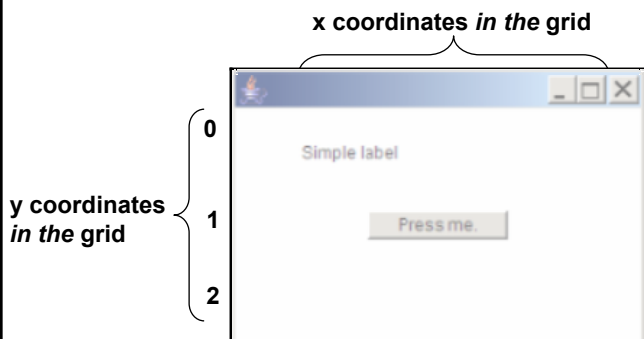 x coordinates in the grid
0
Simple label
y coordinates
in the grid
1
Press me.
2